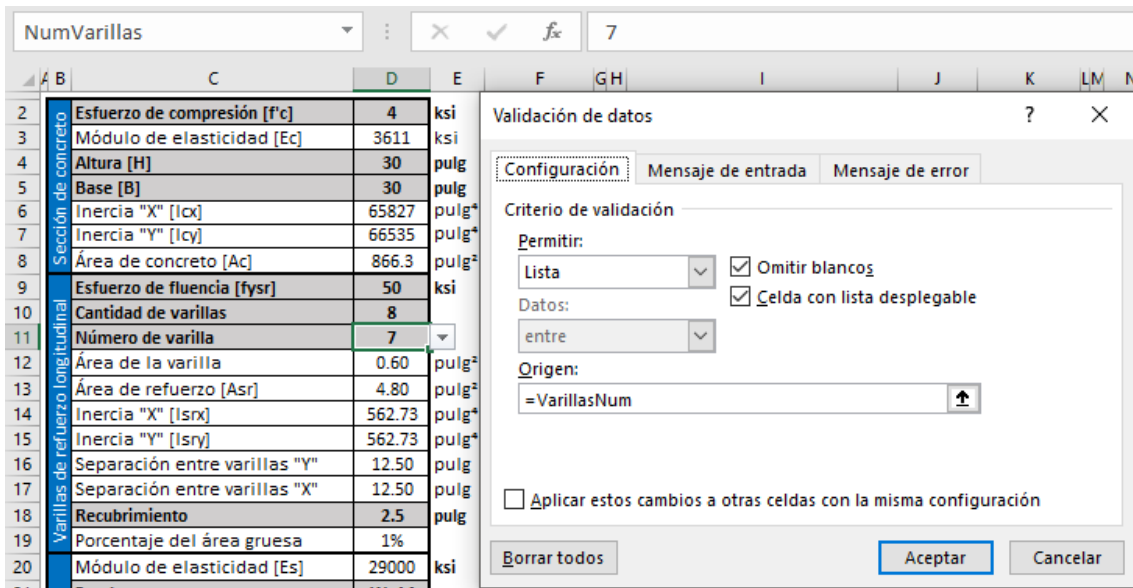 NumVarillas fx 7
A B C D E F G H I J K L M N
2 Esfuerzo de compresión [f'c] 4 ksi
3 Módulo de elasticidad [Ec] 3611 ksi
4 Altura [H] 30 pulg
5 Base [B] 30 pulg
6 Inercia "X" [Icx] 65827 pulg⁴
7 Inercia "Y" [Icy] 66535 pulg⁴
8 Área de concreto [Ac] 866.3 pulg²
Sección de concreto
9 Esfuerzo de fluencia [fysr] 50 ksi
10 Cantidad de varillas 8
11 Número de varilla 7
12 Área de la varilla 0.60 pulg²
13 Área de refuerzo [Asr] 4.80 pulg²
14 Inercia "X" [Isrx] 562.73 pulg⁴
15 Inercia "Y" [Isry] 562.73 pulg⁴
16 Separación entre varillas "Y" 12.50 pulg
17 Separación entre varillas "X" 12.50 pulg
18 Recubrimiento 2.5 pulg
19 Porcentaje del área gruesa 1%
Varillas de refuerzo longitudinal
20 Módulo de elasticidad [Es] 29000 ksi
Validación de datos ? ×
Configuración Mensaje de entrada Mensaje de error
Criterio de validación
Permitir:
Lista
Omitir blancos
Celda con lista desplegable
Datos:
entre
Origen:
=VarillasNum
Aplicar estos cambios a otras celdas con la misma configuración
Borrar todos Aceptar Cancelar